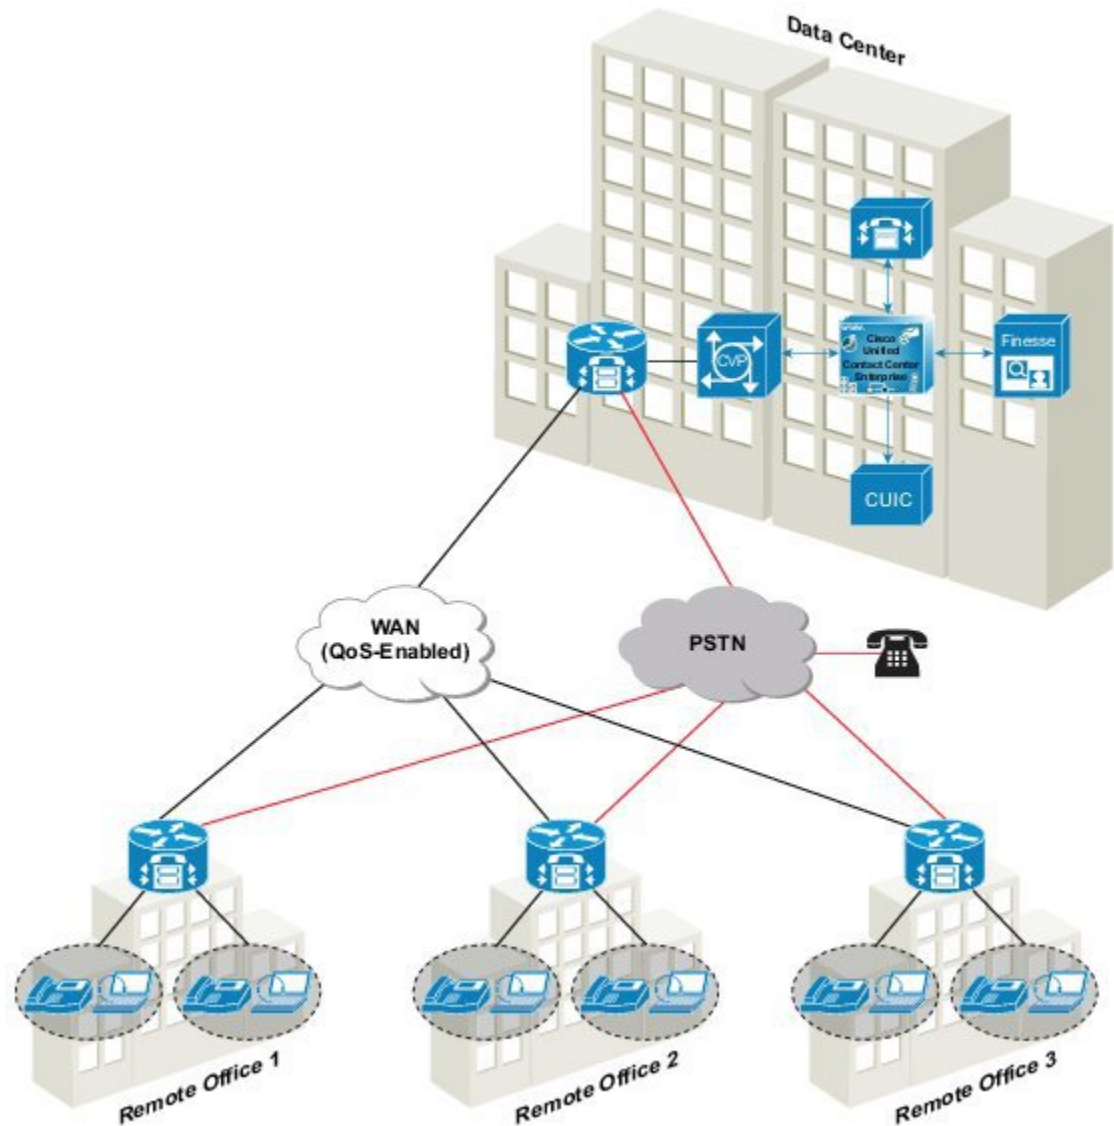 Data Center
CVP
Cisco
Unified
Contact Center
Enterprise
Finesse
CUIC
WAN
(QoS-Enabled)
PSTN
Remote Office 1
Remote Office 2
Remote Office 3